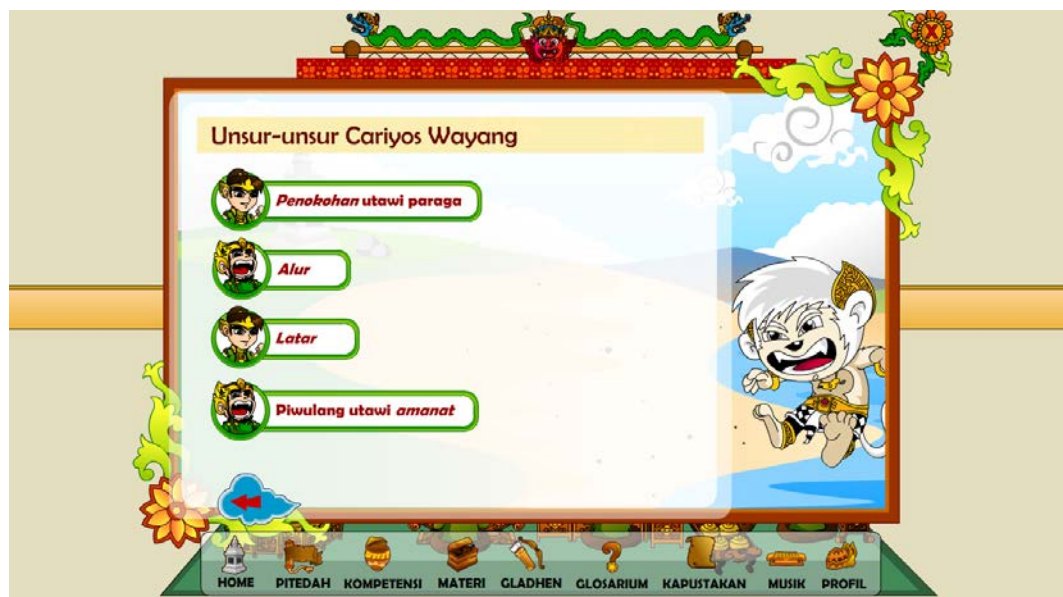 X
Unsur-unsur Cariyos Wayang
Penokohan utawi paraga
Alur
Latar
Piwulang utawi amanat
HOME PITEDAH KOMPETENSI MATERI GLADHEN GLOSARIUM KAPUSTAKAN MUSIK PROFIL